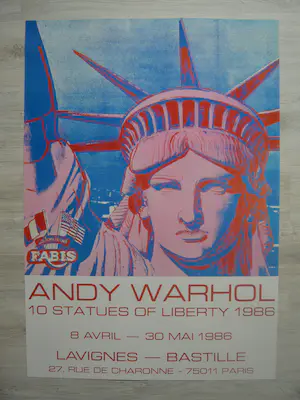 FABIS
ANDY WARHOL
10 STATUES OF LIBERTY 1986
8 AVRIL — 30 MAI 1986
LAVIGNES — BASTILLE
27, RUE DE CHARONNE - 75011 PARIS